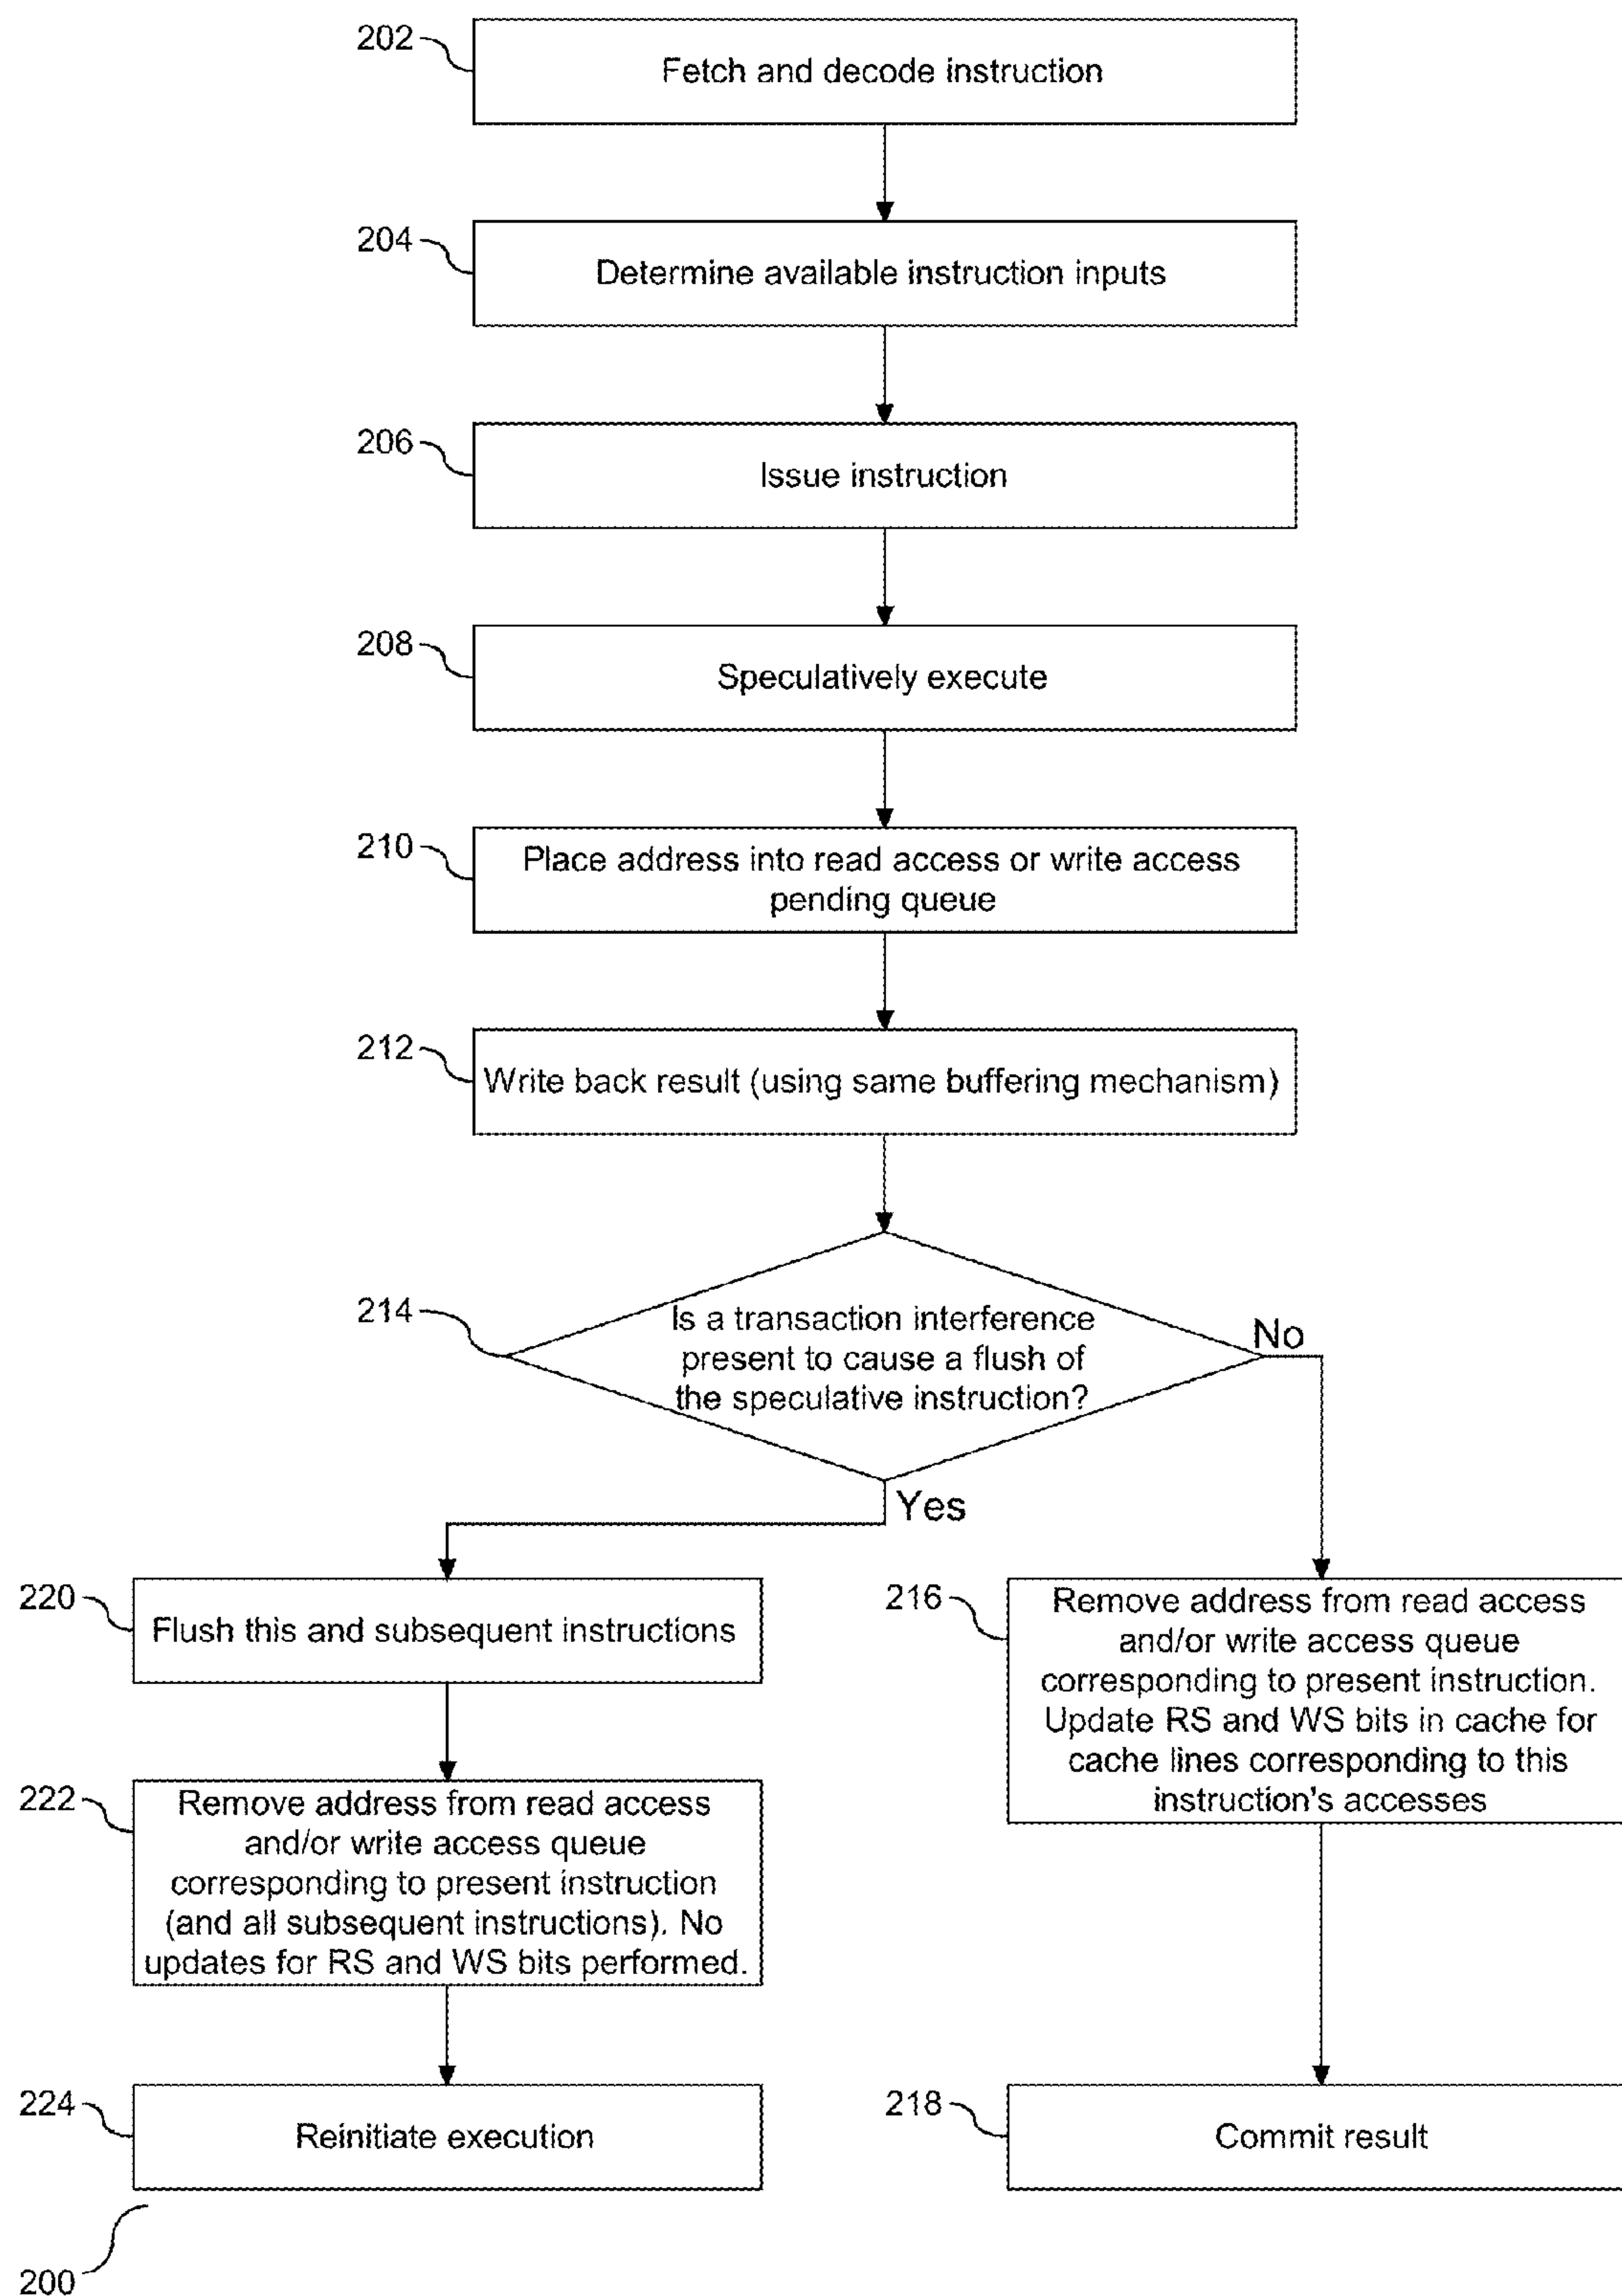 202
Fetch and decode instruction
204
Determine available instruction inputs
206
Issue instruction
208
Speculatively execute
210
Place address into read access or write access
pending queue
212
Write back result (using same buffering mechanism)
214
Is a transaction interference
present to cause a flush of
the speculative instruction?
No
Yes
220
Flush this and subsequent instructions
216
Remove address from read access
and/or write access queue
corresponding to present instruction.
Update RS and WS bits in cache for
cache lines corresponding to this
instruction's accesses
222
Remove address from read access
and/or write access queue
corresponding to present instruction
(and all subsequent instructions). No
updates for RS and WS bits performed.
224
Reinitiate execution
218
Commit result
200